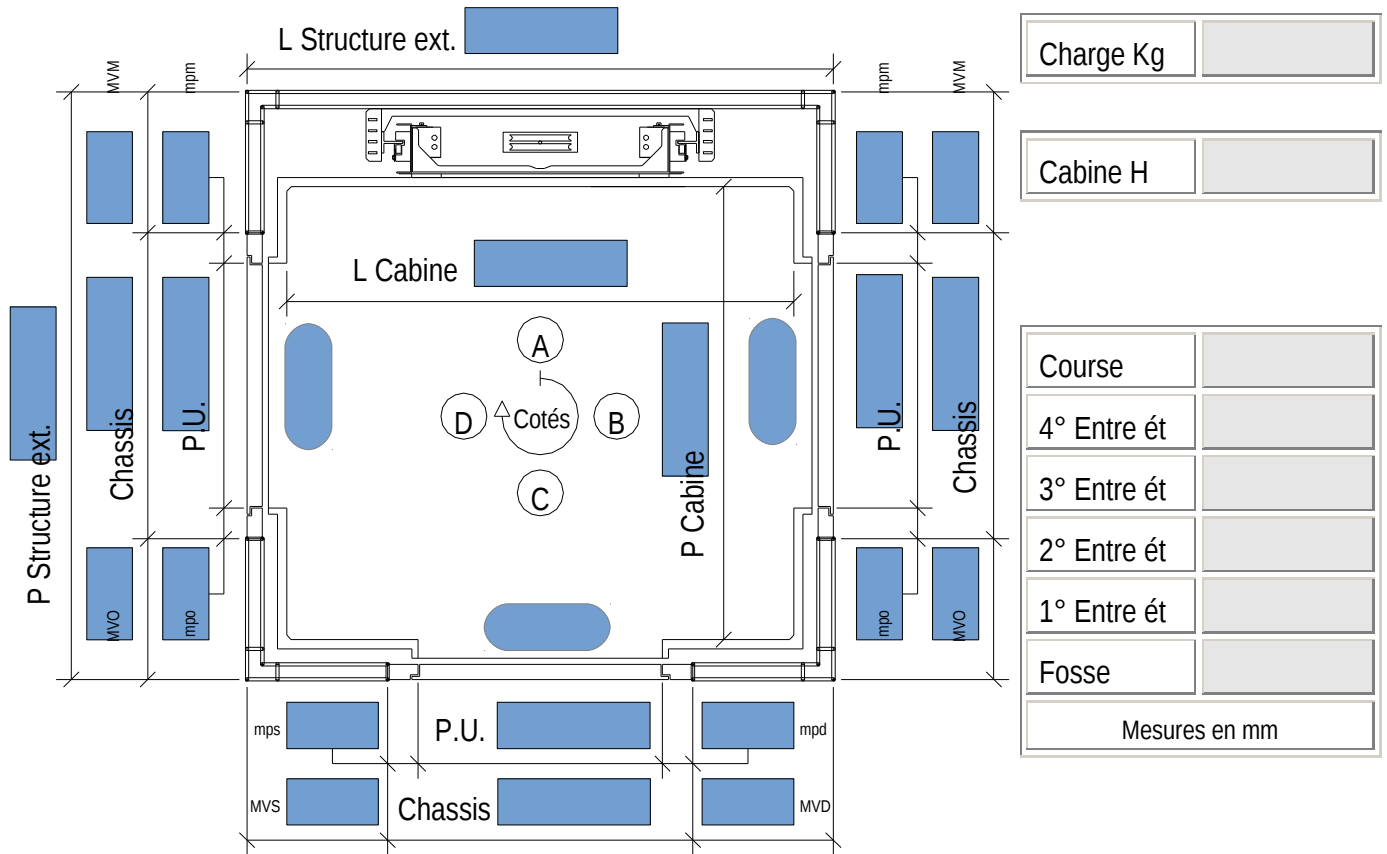 L Structure ext.
Charge Kg
MVM
mpm
mpm
MVM
Cabine H
L Cabine
A
Course
D
Cotés
B
Chassis
P.U.
P.U.
Chassis
4° Entre ét
C
3° Entre ét
P Structure ext.
P Cabine
2° Entre ét
MVO
mpo
mpo
MVO
1° Entre ét
Fosse
mps
P.U.
mpd
Mesures en mm
MVS
Chassis
MVD